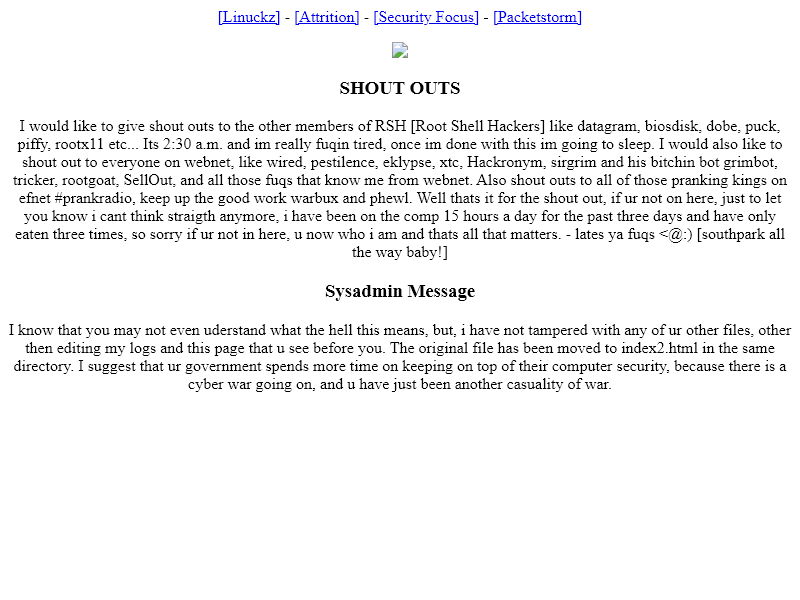 [Linuckz] - [Attrition] - [Security Focus] - [Packetstorm]
SHOUT OUTS
I would like to give shout outs to the other members of RSH [Root Shell Hackers] like datagram, biosdisk, dobe, puck,
piffy, rootx11 etc... Its 2:30 a.m. and im really fuqin tired, once im done with this im going to sleep. I would also like to
shout out to everyone on webnet, like wired, pestilence, eklypse, xtc, Hackronym, sirgrim and his bitchin bot grimbot,
tricker, rootgoat, SellOut, and all those fuqs that know me from webnet. Also shout outs to all of those pranking kings on
efnet #prankradio, keep up the good work warbux and phewl. Well thats it for the shout out, if ur not on here, just to let
you know i cant think straigth anymore, i have been on the comp 15 hours a day for the past three days and have only
eaten three times, so sorry if ur not in here, u now who i am and thats all that matters. - lates ya fuqs <@:) [southpark all
the way baby!]
Sysadmin Message
I know that you may not even uderstand what the hell this means, but, i have not tampered with any of ur other files, other
then editing my logs and this page that u see before you. The original file has been moved to index2.html in the same
directory. I suggest that ur government spends more time on keeping on top of their computer security, because there is a
cyber war going on, and u have just been another casuality of war.